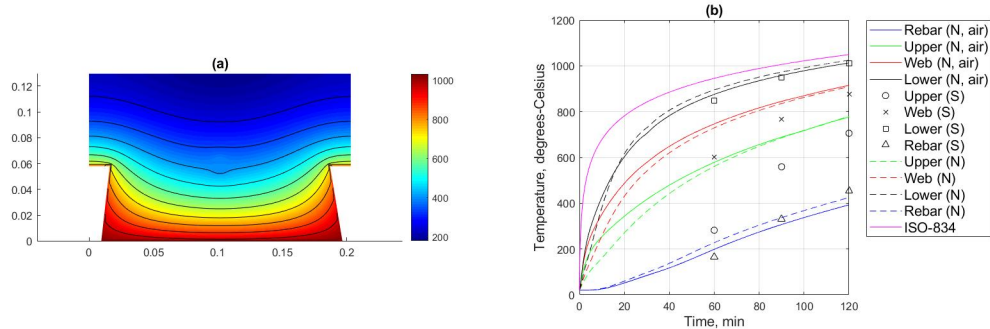 (a)
0.12
0.1
0.08
0.06
0.04
0.02
0
0
0.05
0.1
0.15
0.2
1000
800
600
400
200
(b)
Temperature, degrees-Celsius
1200
1000
800
600
400
200
0
0
20
40
60
80
100
120
Time, min
Rebar (N, air)
Upper (N, air)
Web (N, air)
Lower (N, air)
Upper (S)
Web (S)
Lower (S)
Rebar (S)
Upper (N)
Web (N)
Lower (N)
Rebar (N)
ISO-834